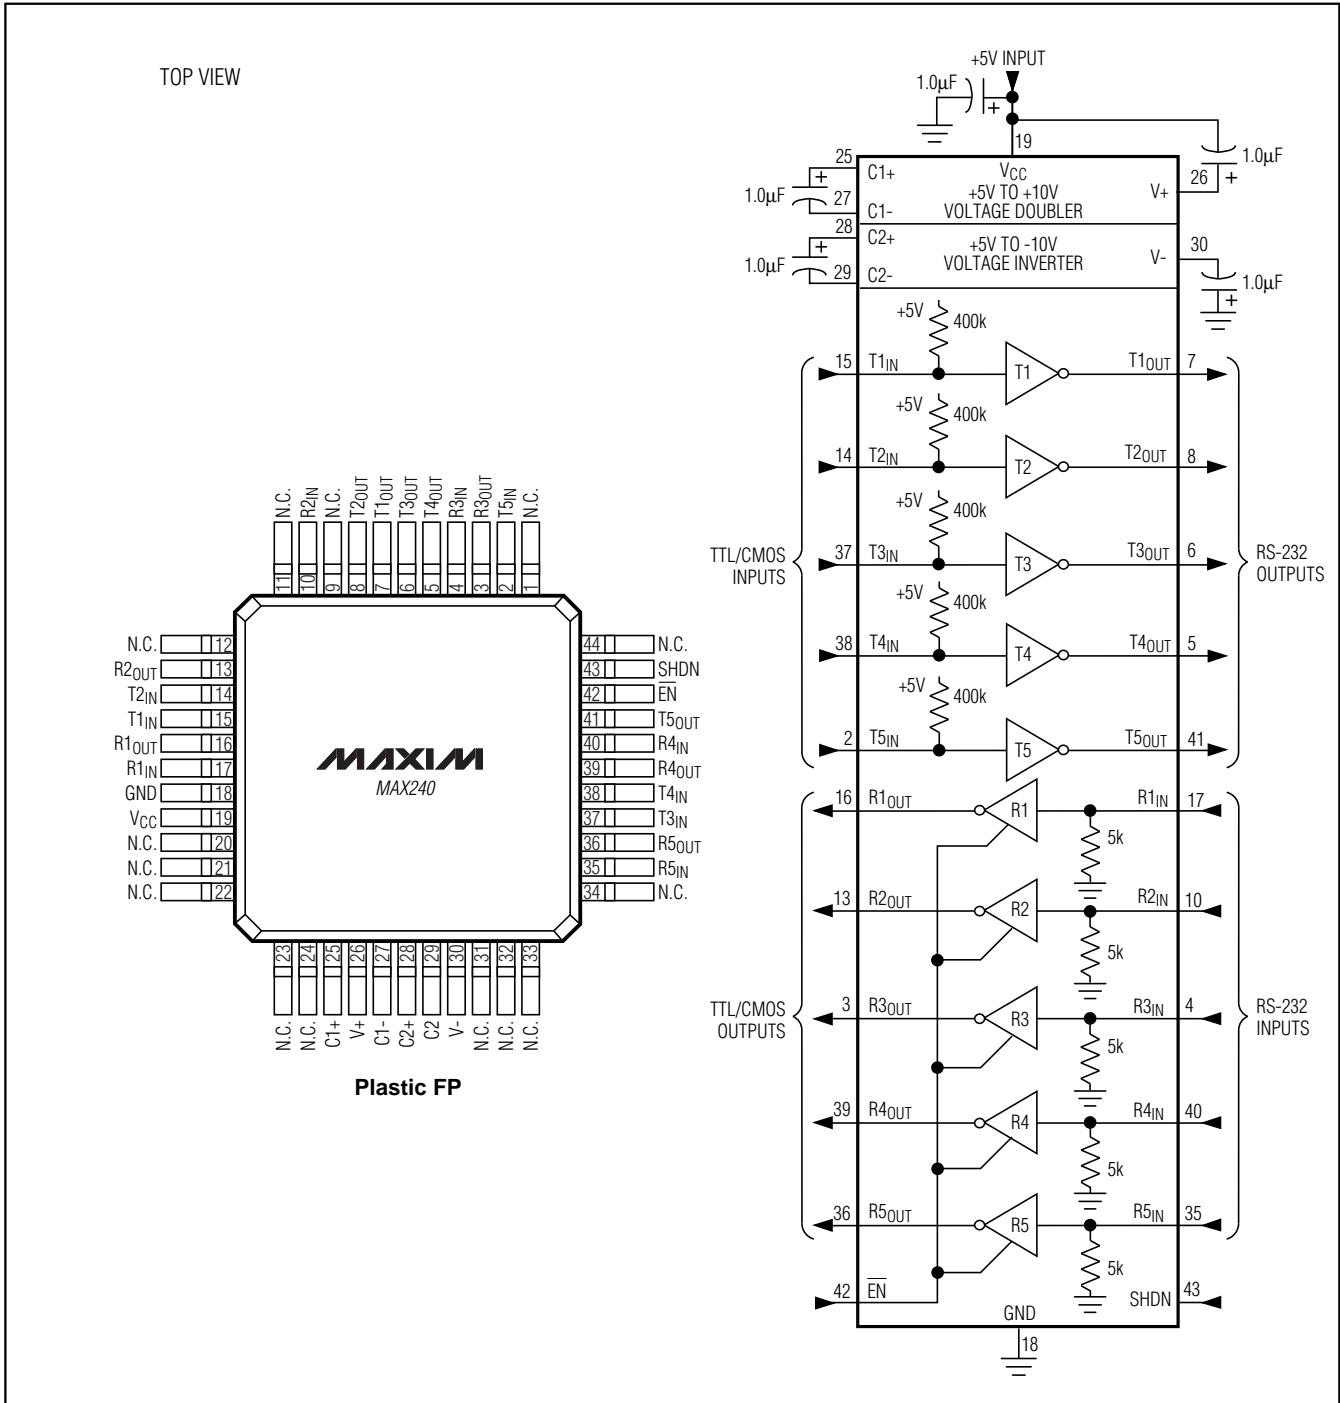 TOP VIEW
N.C.
R2IN
N.C.
T2OUT
T1OUT
T3OUT
T4OUT
R3IN
R3OUT
T5IN
N.C.
11
10
9
8
7
6
5
4
3
2
1
N.C. 12
R2OUT 13
T2IN 14
T1IN 15
R1OUT 16
R1IN 17
GND 18
VCC 19
N.C. 20
N.C. 21
N.C. 22
44 N.C.
43 SHDN
42 EN
41 T5OUT
40 R4IN
39 R4OUT
38 T4IN
37 T3IN
36 R5OUT
35 R5IN
34 N.C.
MAXIM
MAX240
23
24
25
26
27
28
29
30
31
32
33
N.C.
N.C.
C1+
V+
C1-
C2+
C2
V-
N.C.
N.C.
N.C.
Plastic FP
+5V INPUT
1.0µF
+
19
1.0µF
+
25
C1+
VCC
+5V TO +10V
VOLTAGE DOUBLER
V+
26
1.0µF
+
27
C1-
28
C2+
+5V TO -10V
VOLTAGE INVERTER
V-
30
1.0µF
+
29
C2-
1.0µF
+
+5V
400k
15 T1IN T1 T1OUT 7
+5V
400k
14 T2IN T2 T2OUT 8
+5V
400k
37 T3IN T3 T3OUT 6
TTL/CMOS
INPUTS
RS-232
OUTPUTS
+5V
400k
38 T4IN T4 T4OUT 5
+5V
400k
2 T5IN T5 T5OUT 41
16 R1OUT R1 R1IN 17
5k
13 R2OUT R2 R2IN 10
5k
3 R3OUT R3 R3IN 4
5k
TTL/CMOS
OUTPUTS
RS-232
INPUTS
39 R4OUT R4 R4IN 40
5k
36 R5OUT R5 R5IN 35
5k
42 EN
SHDN 43
GND
18